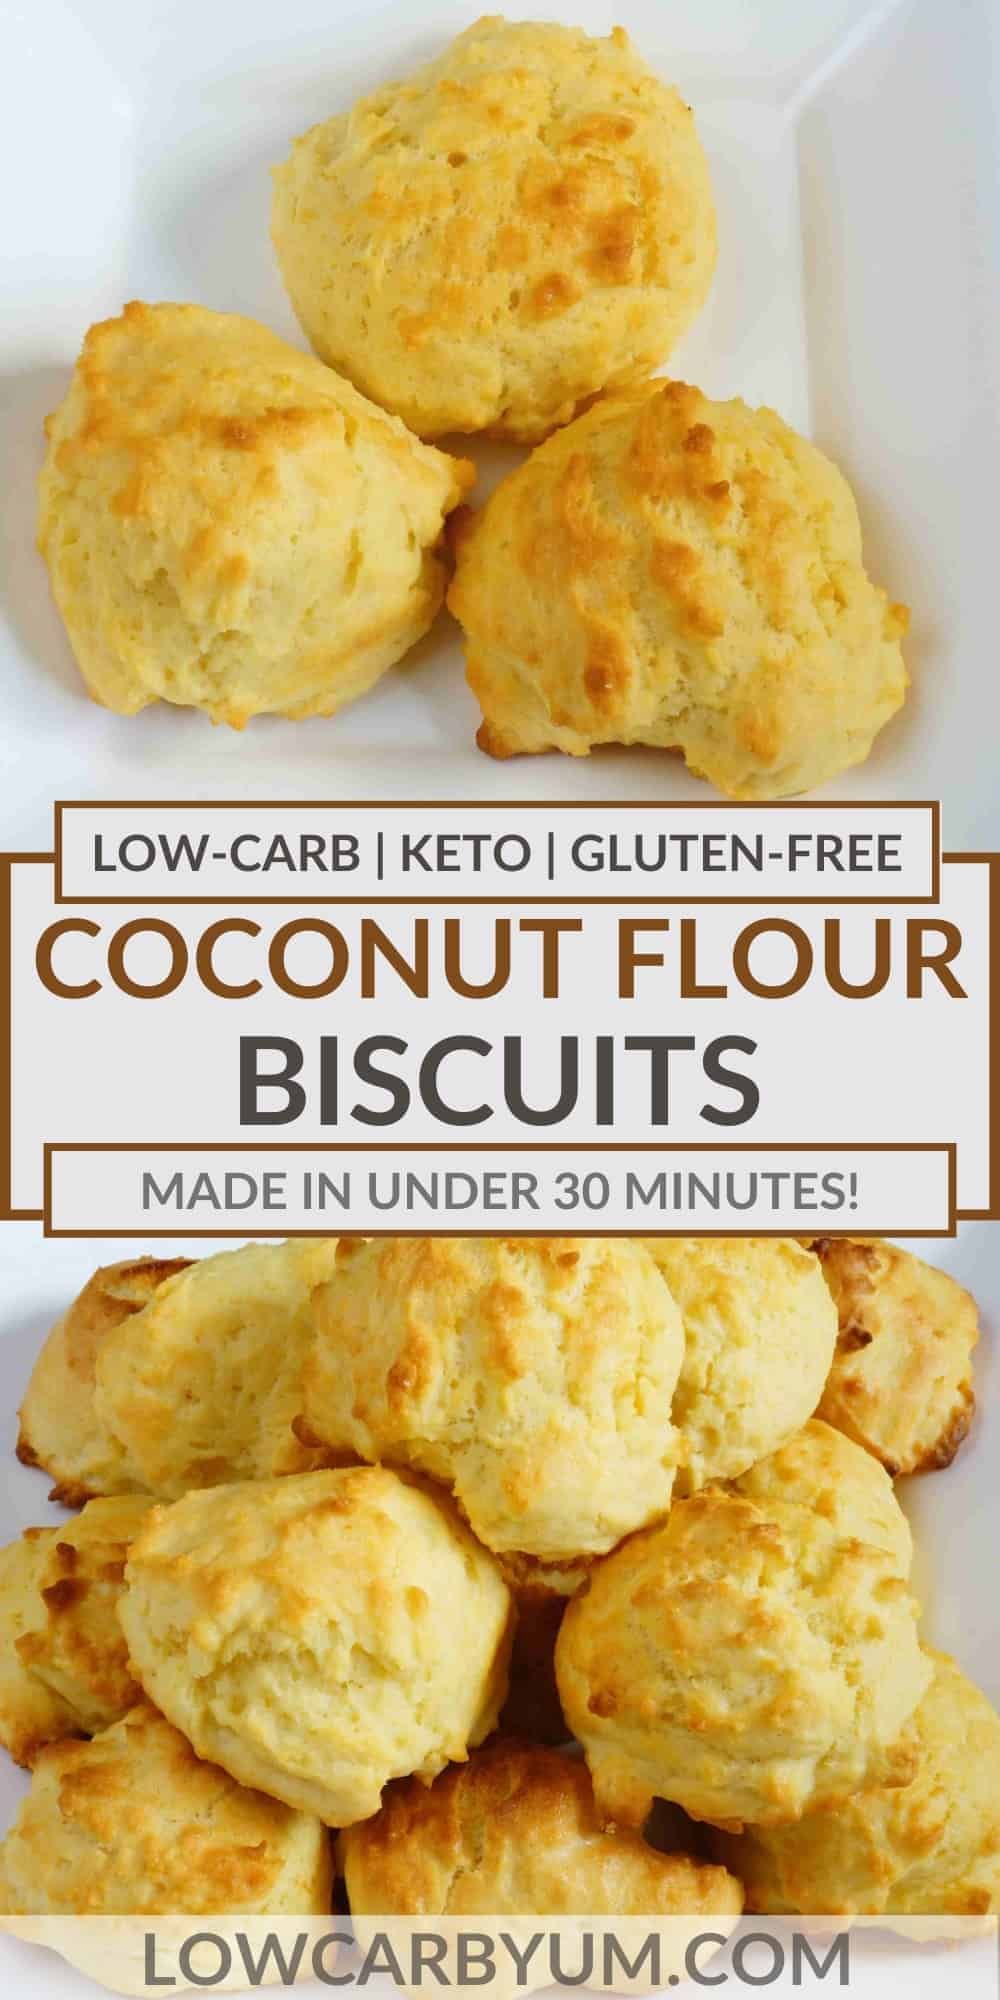 LOW-CARB | KETO | GLUTEN-FREE
COCONUT FLOUR
BISCUITS
MADE IN UNDER 30 MINUTES!
LOWCARBYUM.COM